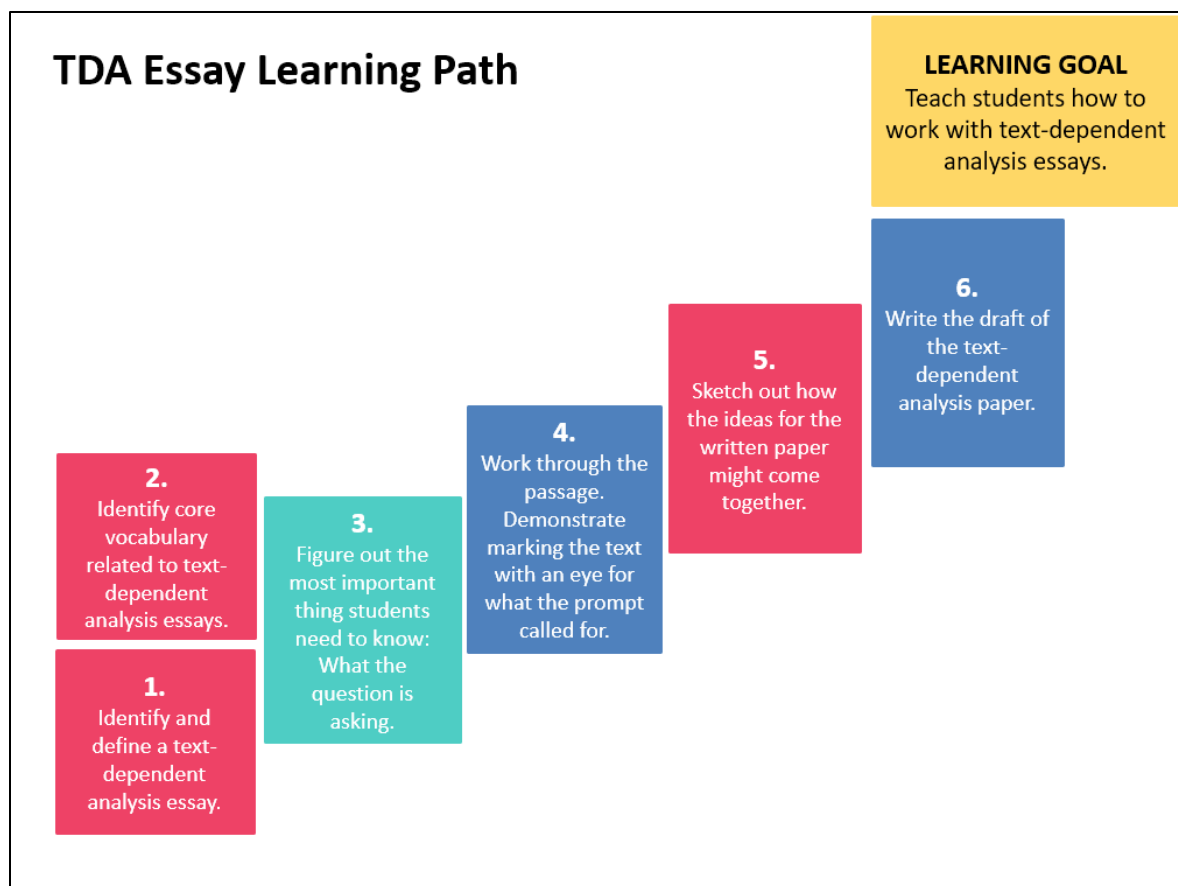 TDA Essay Learning Path
LEARNING GOAL
Teach students how to
work with text-dependent
analysis essays.
1.
Identify and
define a text-
dependent
analysis essay.
2.
Identify core
vocabulary
related to text-
dependent
analysis essays.
3.
Figure out the
most important
thing students
need to know:
What the
question is
asking.
4.
Work through the
passage.
Demonstrate
marking the text
with an eye for
what the prompt
called for.
5.
Sketch out how
the ideas for the
written paper
might come
together.
6.
Write the draft of
the text-
dependent
analysis paper.